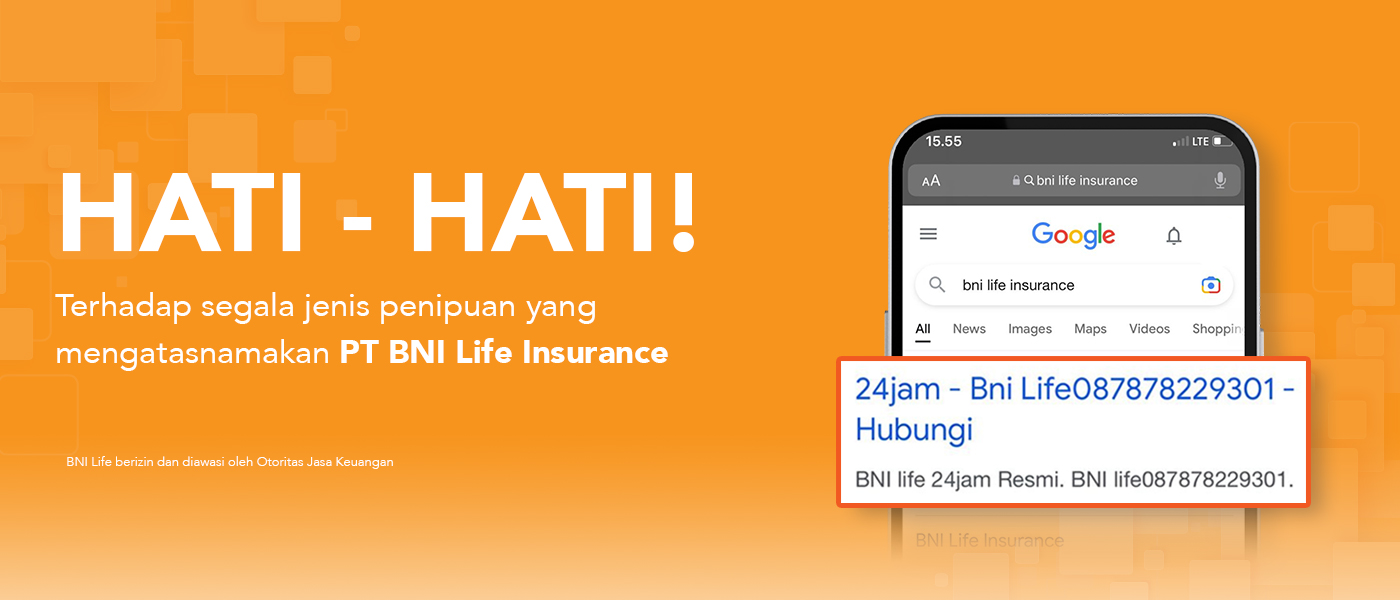 HATI - HATI!
Terhadap segala jenis penipuan yang
mengatasnamakan PT BNI Life Insurance
BNI Life berizin dan diawasi oleh Otoritas Jasa Keuangan
15.55
LTE
AA
bni life insurance
Google
bni life insurance
All News Images Maps Videos Shoppin
24jam - Bni Life087878229301 -
Hubungi
BNI life 24jam Resmi. BNI life087878229301.
BNI Life Insurance